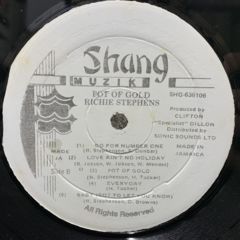 Shang
MUZIK
POT OF GOLD
RICHIE STEPHENS
SHG-630106
Produced by
CLIFTON
"Specialist" DILLON
Distributed by
SONIC SOUNDS LTD
MADE IN
JAMAICA
GO FOR NUMBER ONE
LOVE AIN'T NO HOLIDAY
Side B
POT OF GOLD
(R. Stephens, H. Tucker)
EVERYDAY
All Rights Reserved